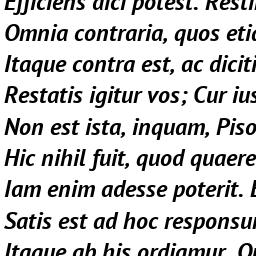 Efficiens dici potest. Resti
Omnia contraria, quos etia
Itaque contra est, ac diciti
Restatis igitur vos; Cur ius
Non est ista, inquam, Piso
Hic nihil fuit, quod quaere
Iam enim adesse poterit.
Satis est ad hoc responsu
Itaque ab his ordiamur.